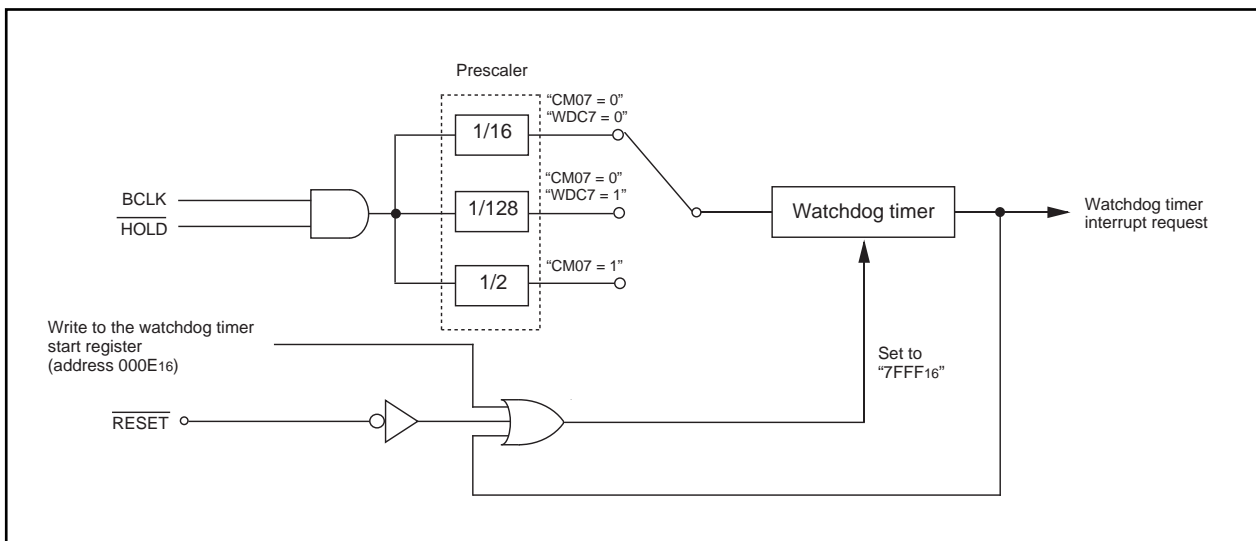 Prescaler
“CM07 = 0”
“WDC7 = 0”
1/16
“CM07 = 0”
“WDC7 = 1”
1/128
“CM07 = 1”
1/2
BCLK
HOLD
Watchdog timer
Watchdog timer
interrupt request
Write to the watchdog timer
start register
(address 000E16)
Set to
“7FFF16”
RESET